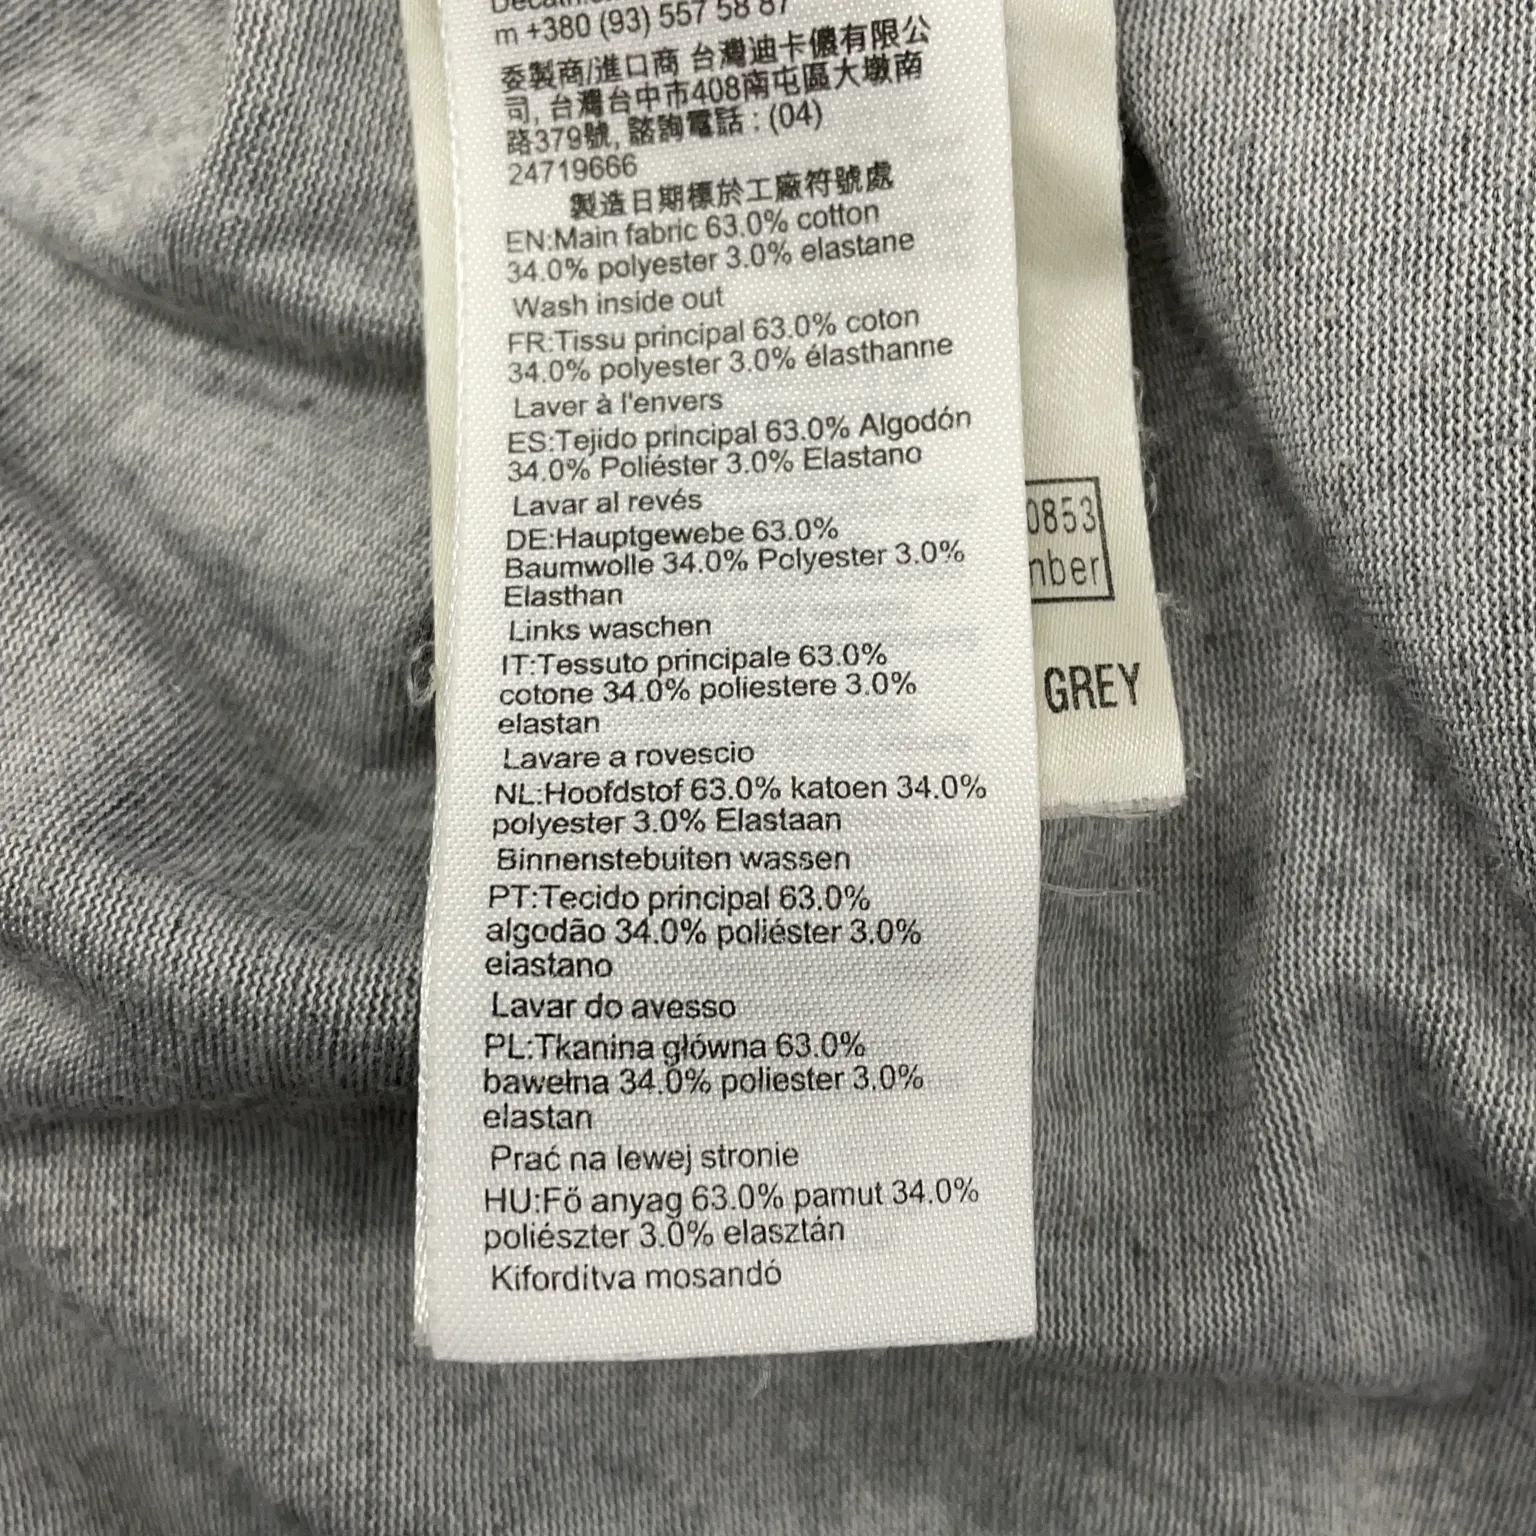 m +380 (93) 557 58 87
委製商/進口商 台灣迪卡儂有限公
司, 台灣台中市408南屯區大墩南
路379號, 諮詢電話 : (04)
24719666
製造日期標於工廠符號處
EN:Main fabric 63.0% cotton
34.0% polyester 3.0% elastane
Wash inside out
FR:Tissu principal 63.0% coton
34.0% polyester 3.0% élasthanne
Laver à l'envers
ES:Tejido principal 63.0% Algodón
34.0% Poliéster 3.0% Elastano
Lavar al revés
DE:Hauptgewebe 63.0%
Baumwolle 34.0% Polyester 3.0%
Elasthan
Links waschen
IT:Tessuto principale 63.0%
cotone 34.0% poliestere 3.0%
elastan
Lavare a rovescio
NL:Hoofdstof 63.0% katoen 34.0%
polyester 3.0% Elastaan
Binnenstebuiten wassen
PT:Tecido principal 63.0%
algodão 34.0% poliéster 3.0%
elastano
Lavar do avesso
PL:Tkanina główna 63.0%
bawełna 34.0% poliester 3.0%
elastan
Prać na lewej stronie
HU:Fő anyag 63.0% pamut 34.0%
poliészter 3.0% elasztán
Kifordítva mosandó
0853
mber
GREY